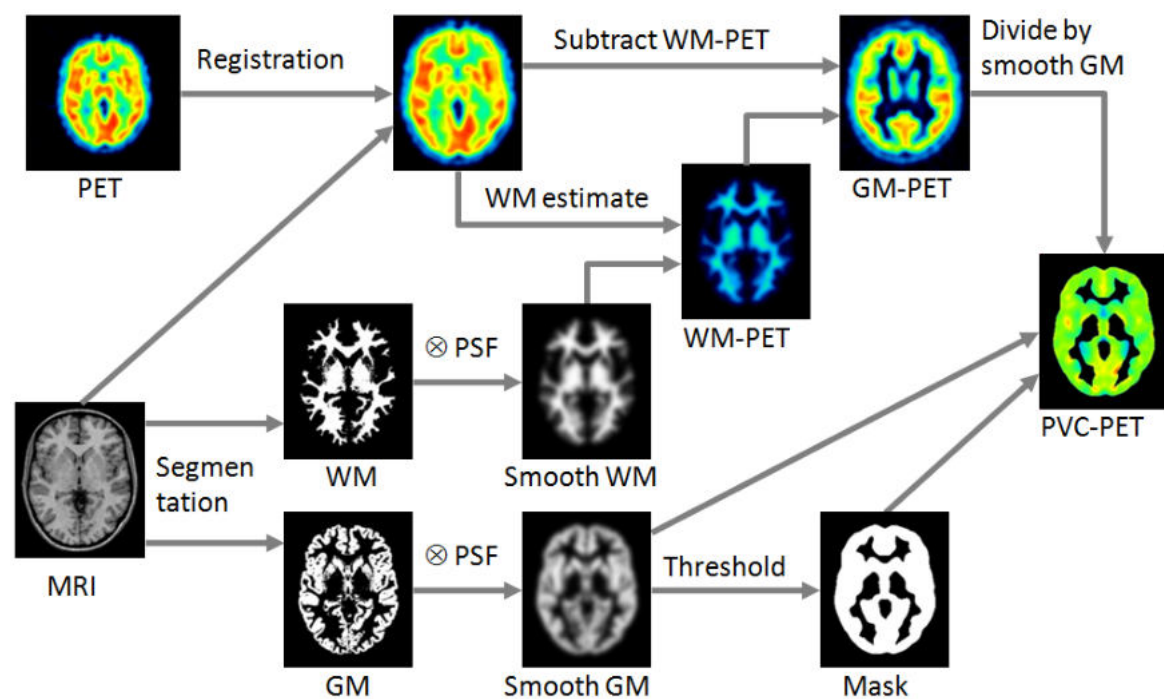 Registration
Subtract WM-PET
Divide by
smooth GM
PET
WM estimate
GM-PET
WM-PET
⊗ PSF
PVC-PET
Segmen
tation
WM
Smooth WM
⊗ PSF
Threshold
MRI
GM
Smooth GM
Mask